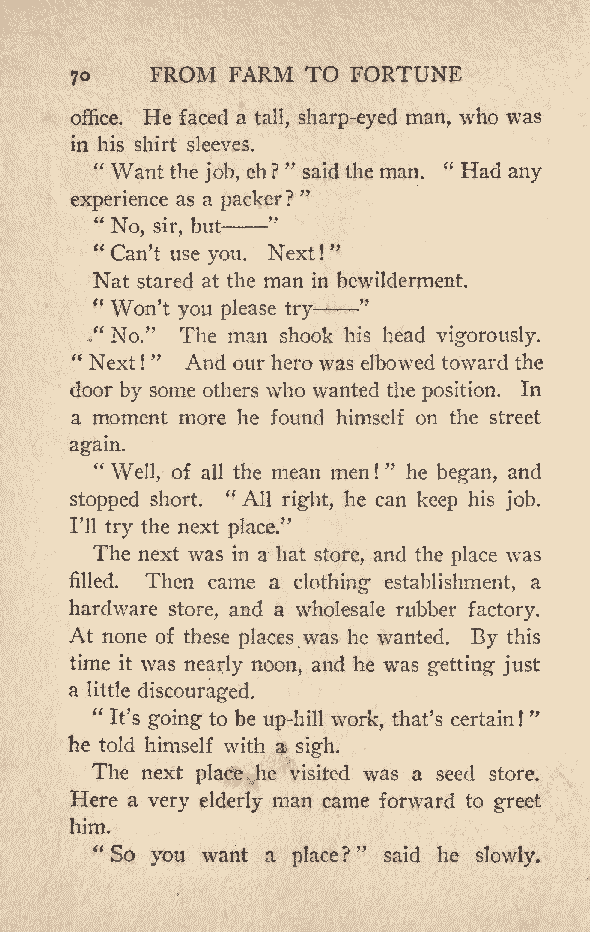 70 FROM FARM TO FORTUNE
office. He faced a tall, sharp-eyed man, who was
in his shirt sleeves.
“ Want the job, eh ? ” said the man. “ Had any
experience as a packer ? ”
“ No, sir, but——”
“ Can’t use you. Next ! ”
Nat stared at the man in bewilderment.
“ Won’t you please try——”
“ No.” The man shook his head vigorously.
“ Next ! ” And our hero was elbowed toward the
door by some others who wanted the position. In
a moment more he found himself on the street
again.
“ Well, of all the mean men ! ” he began, and
stopped short. “ All right, he can keep his job.
I’ll try the next place.”
The next was in a hat store, and the place was
filled. Then came a clothing establishment, a
hardware store, and a wholesale rubber factory.
At none of these places was he wanted. By this
time it was nearly noon, and he was getting just
a little discouraged.
“ It’s going to be up-hill work, that’s certain ! ”
he told himself with a sigh.
The next place he visited was a seed store.
Here a very elderly man came forward to greet
him.
“ So you want a place ? ” said he slowly.